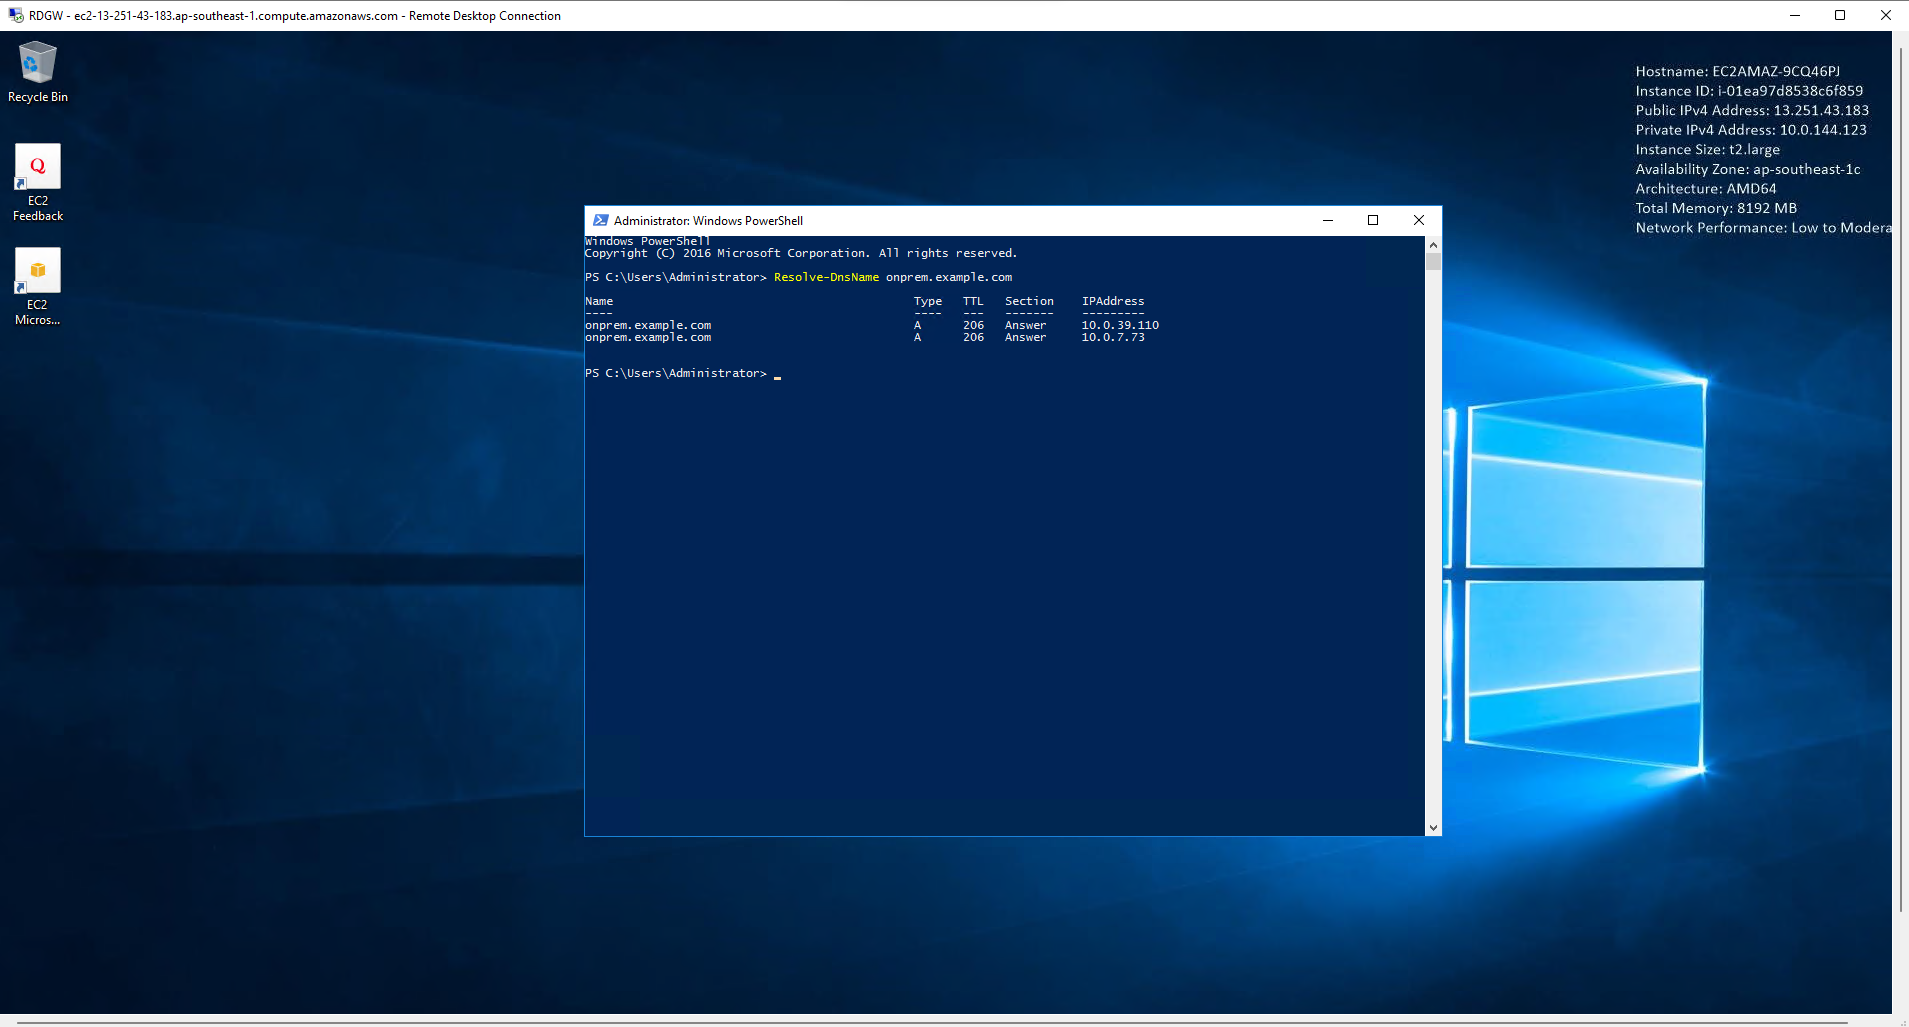 RDGW - ec2-13-251-43-183.ap-southeast-1.compute.amazonaws.com - Remote Desktop Connection
Recycle Bin
EC2
Feedback
EC2
Micros...
Hostname: EC2AMAZ-9CQ46PJ
Instance ID: i-01ea97d8538c6f859
Public IPv4 Address: 13.251.43.183
Private IPv4 Address: 10.0.144.123
Instance Size: t2.large
Availability Zone: ap-southeast-1c
Architecture: AMD64
Total Memory: 8192 MB
Network Performance: Low to Modera
Administrator: Windows PowerShell
Windows PowerShell
Copyright (C) 2016 Microsoft Corporation. All rights reserved.
PS C:\Users\Administrator> Resolve-DnsName onprem.example.com
Name Type TTL Section IPAddress
---- ---- --- ------- ---------
onprem.example.com A 206 Answer 10.0.39.110
onprem.example.com A 206 Answer 10.0.7.73
PS C:\Users\Administrator> _